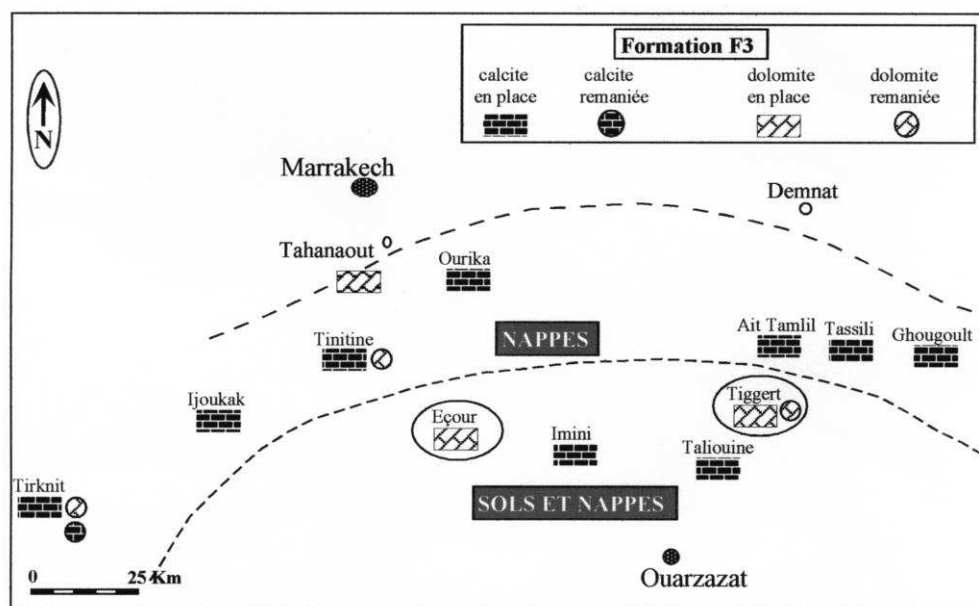 Formation F3
calcite en place
calcite remaniée
dolomite en place
dolomite remaniée
N
Marrakech
Demnat
Tahanaout
Ourika
Tinitine
NAPPES
Ait Tamlil
Tassili
Ghougoult
Ijoukak
Eçour
Tiggert
Imini
Taliouine
Tirknit
SOLS ET NAPPES
0 25 Km
Ouarzazat